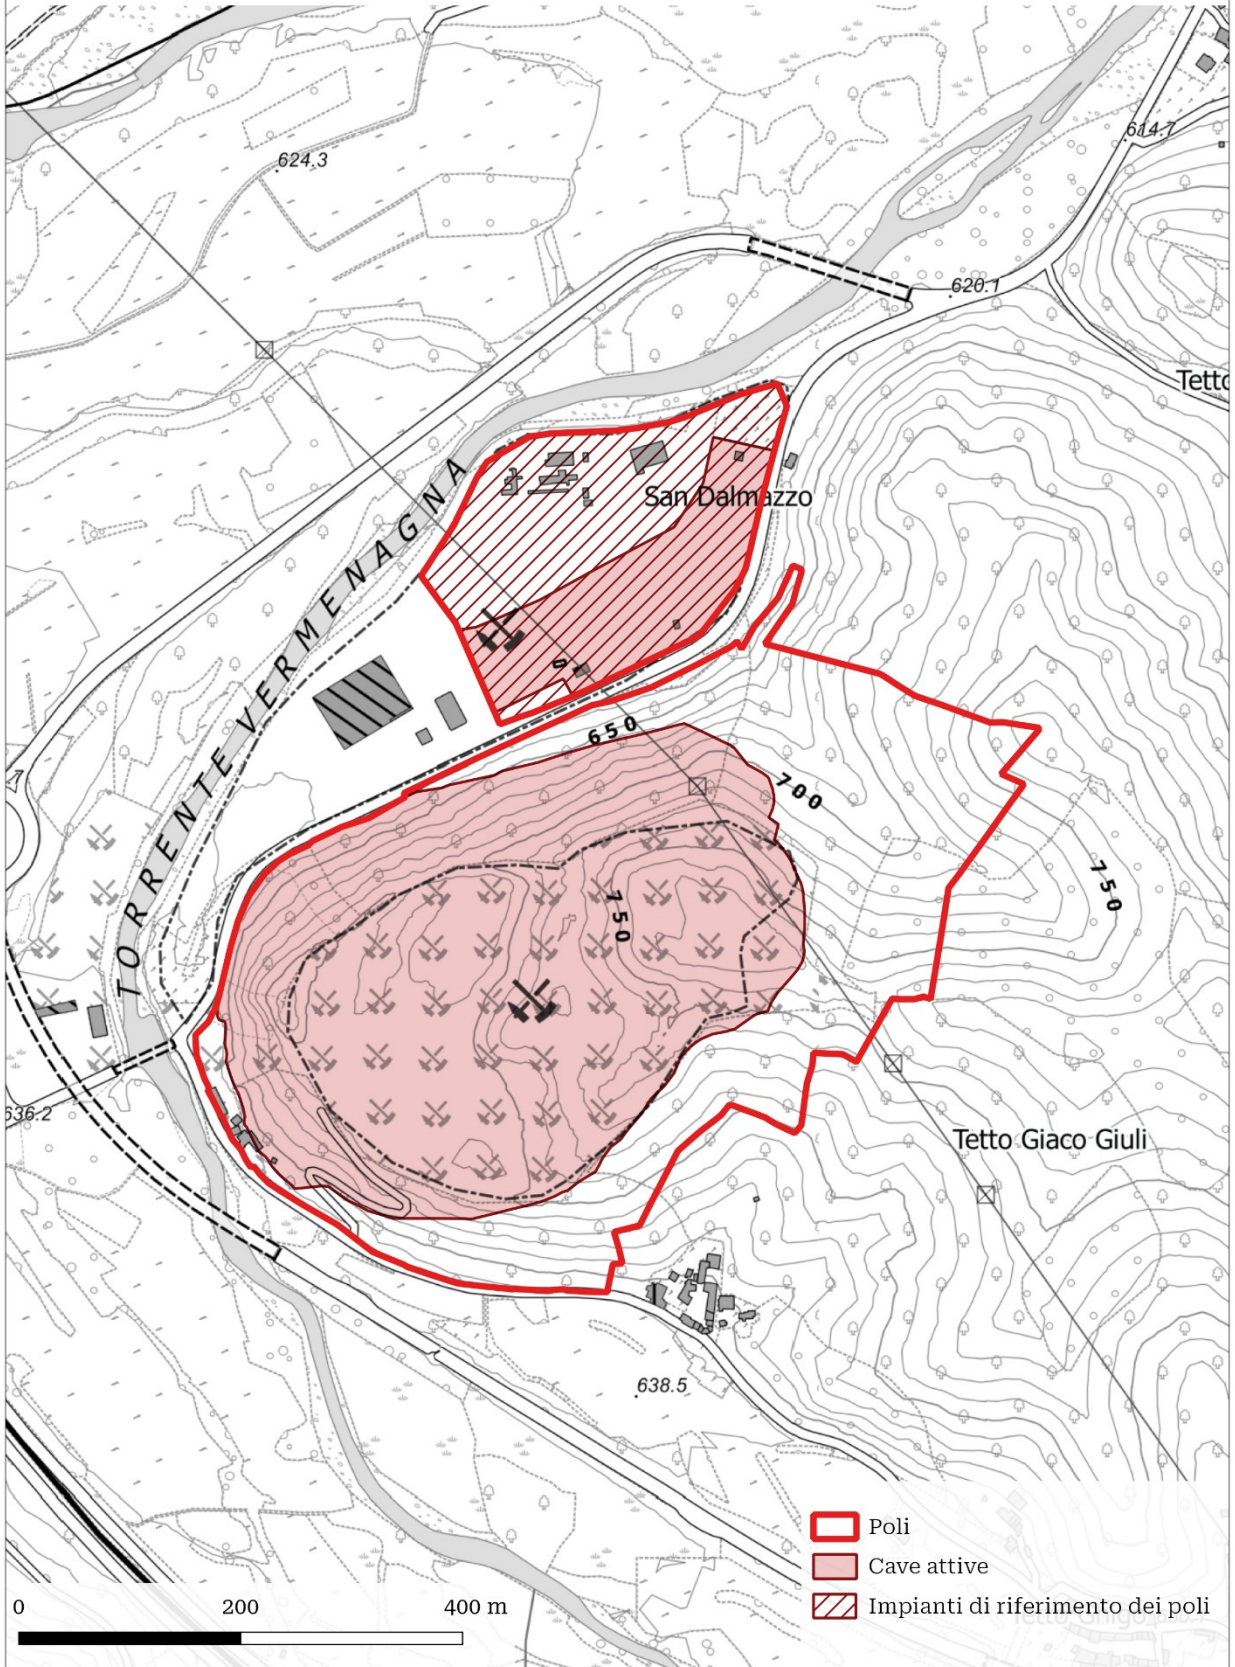 624.3
614.7
620.1
Tetto
San Dalmazzo
TORRENTE VERMENAGNA
650
700
750
750
636.2
Tetto Giaco Giuli
638.5
Poli
Cave attive
Impianti di riferimento dei poli
0 200 400 m